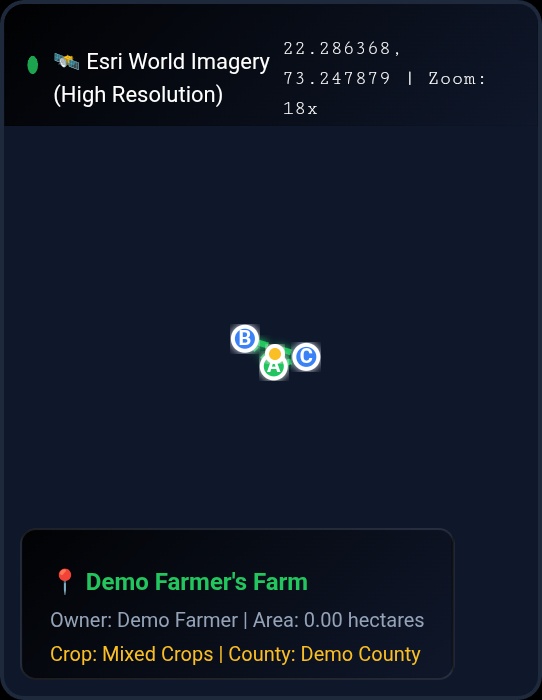 Esri World Imagery
(High Resolution)
22.286368,
73.247879 | Zoom:
18x
B
A
C
Demo Farmer's Farm
Owner: Demo Farmer | Area: 0.00 hectares
Crop: Mixed Crops | County: Demo County